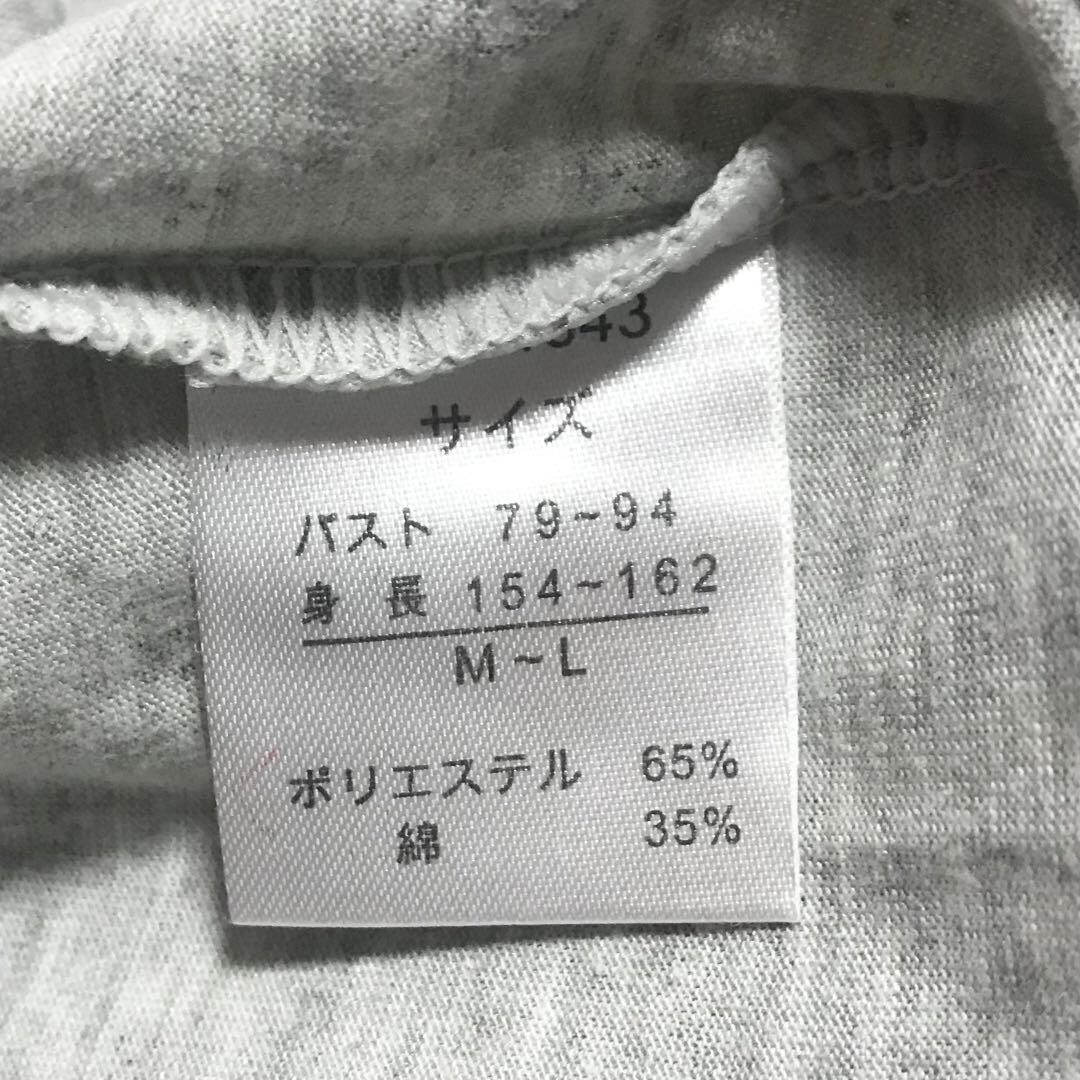 43
サイズ
バスト 79~94
身 長 154~162
M~L
ポリエステル 65%
綿 35%